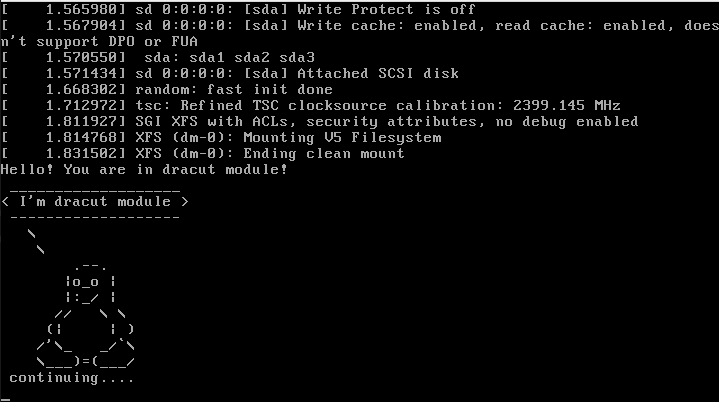 [    1.565980] sd 0:0:0:0: [sda] Write Protect is off
[    1.567904] sd 0:0:0:0: [sda] Write cache: enabled, read cache: enabled, does
n't support DPO or FUA
[    1.570550]  sda: sda1 sda2 sda3
[    1.571434] sd 0:0:0:0: [sda] Attached SCSI disk
[    1.668302] random: fast init done
[    1.712972] tsc: Refined TSC clocksource calibration: 2399.145 MHz
[    1.811927] SGI XFS with ACLs, security attributes, no debug enabled
[    1.814768] XFS (dm-0): Mounting V5 Filesystem
[    1.831502] XFS (dm-0): Ending clean mount
Hello! You are in dracut module!
 ___________________
< I'm dracut module >
 -------------------
   \
    \
        .--.
       |o_o |
       |:_/ |
      //   \ \
     (|     | )
    /'\_   _/`\
    \___)=(___/
 continuing....
_